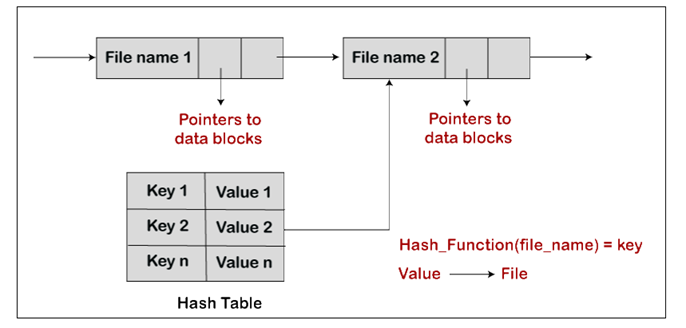 File name 1
File name 2
Pointers to
data blocks
Pointers to
data blocks
Key 1 Value 1
Key 2 Value 2
Key n Value n
Hash Table
Hash_Function(file_name) = key
Value → File